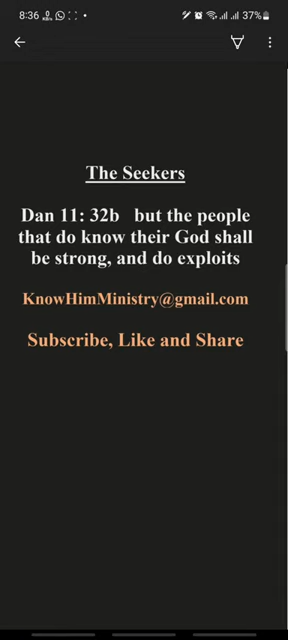 8:36
37%
The Seekers
Dan 11: 32b but the people
that do know their God shall
be strong, and do exploits
KnowHimMinistry@gmail.com
Subscribe, Like and Share